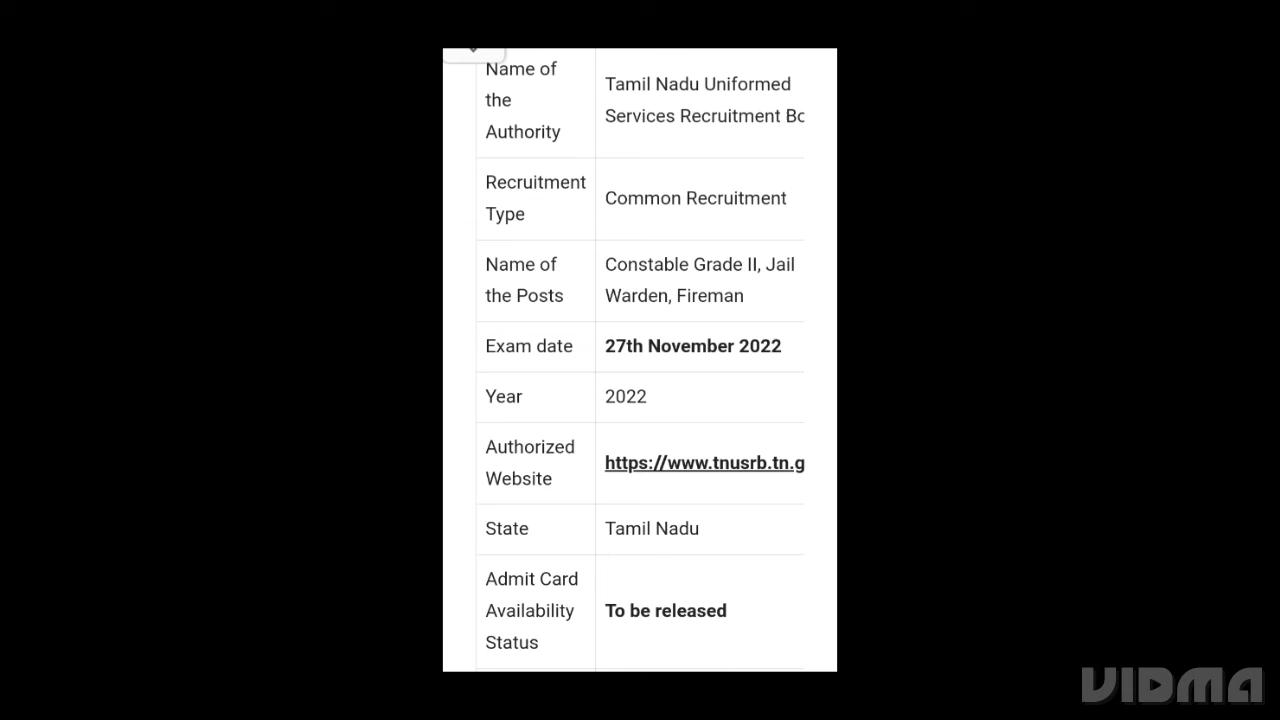 Name of
the
Authority
Tamil Nadu Uniformed
Services Recruitment Bo
Recruitment
Type
Common Recruitment
Name of
the Posts
Constable Grade II, Jail
Warden, Fireman
Exam date
27th November 2022
Year
2022
Authorized
Website
https://www.tnusrb.tn.g
State
Tamil Nadu
Admit Card
Availability
Status
To be released
VIDMA